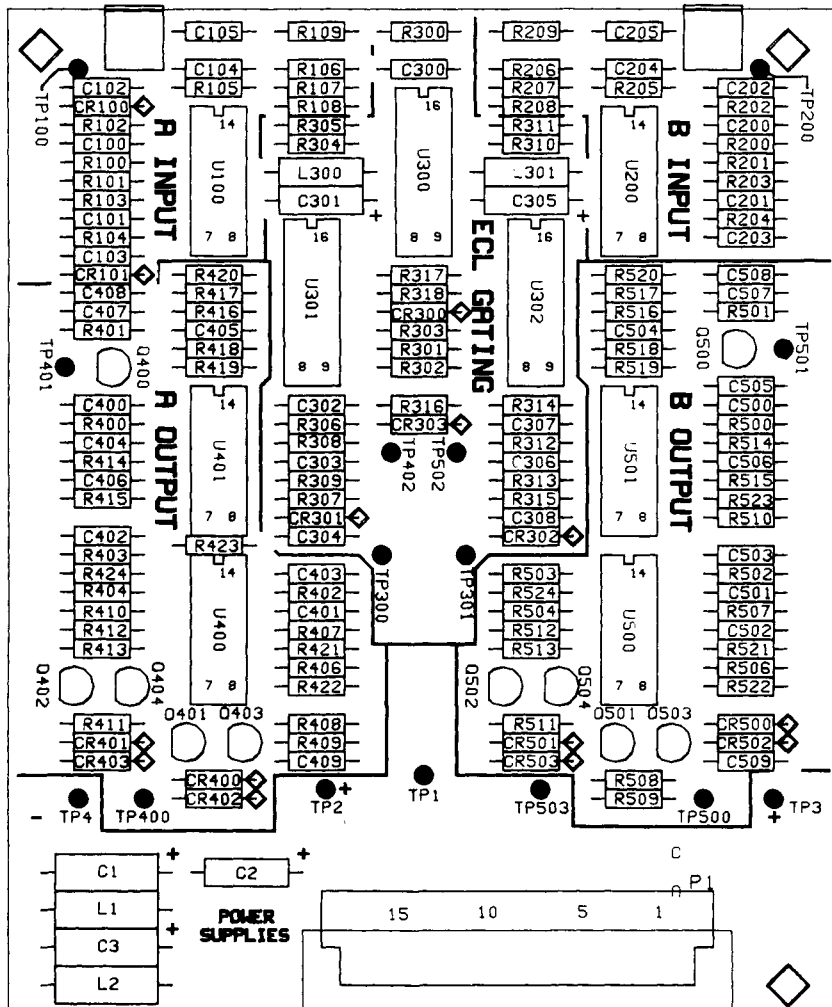 C105 R109 R300 R209 C205
C104 R106 C300 R206 C204
R105 R107 R207 R205
TP100 TP200
C102 R108 16 R208 C202
CR100 R305 R311 R202
R102 14 R304 R310 14 C200
C100 L300 L301 R200
R100 C301 + C305 + R201
R101 R203
R103 C201
C101 R204
R104 C203
C103
CR101
A INPUT
U100
7 8
U300
8 9
U200
7 8
B INPUT
ECL GATING
16
U301
8 9
16
U302
8 9
C408 R420 R317 R520 C508
C407 R417 R318 R517 C507
R401 R416 CR300 R516 R501
C405 R303 C504
R418 R301 R518
R419 R302 R519
TP401 Q400 Q500 TP501
A OUTPUT
B OUTPUT
14
U401
7 8
14
U501
7 8
C400 C302 R316 R314 C505
R400 R306 CR303 C307 C500
C404 R308 R312 R500
R414 C303 C306 R514
C406 R309 R313 C506
R415 R307 R315 R515
CR301 C308 R523
C304 CR302 R510
TP402 TP502
C402 R423
R403
R424
R404
R410
R412
R413
TP300 TP301
14
U400
7 8
C403
R402
C401
R407
R421
R406
R422
R503
R524
R504
R512
R513
14
U500
7 8
C503
R502
C501
R507
C502
R521
R506
R522
Q402 Q404 Q401 Q403 Q502 Q504 Q501 Q503
R411 R408 R511 CR500
CR401 R409 CR501 CR502
CR403 C409 CR503 C509
CR400 R508
CR402 R509
- TP4 TP400 TP2 + TP1 TP503 TP500 + TP3
C1 + C2 +
L1
C3 +
L2
POWER
SUPPLIES
C
A P1
15 10 5 1